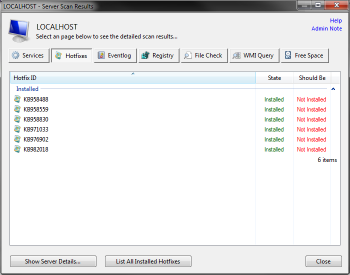 LOCALHOST - Server Scan Results
Help
LOCALHOST
Admin Note
Select an page below to see the detailed scan results...
Services
Hotfixes
Eventlog
Registry
File Check
WMI Query
Free Space
Hotfix ID State Should Be
Installed
KB958488 Installed Not Installed
KB958559 Installed Not Installed
KB958830 Installed Not Installed
KB971033 Installed Not Installed
KB976902 Installed Not Installed
KB982018 Installed Not Installed
6 items
Show Server Details... List All Installed Hotfixes Close